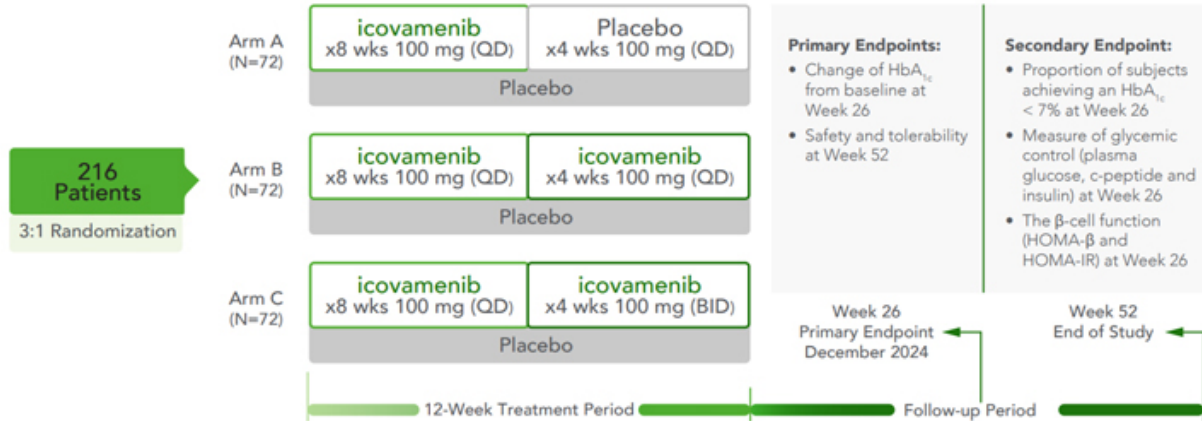 216
Patients
3:1 Randomization
Arm A
(N=72)
icovamenib
x8 wks 100 mg (QD)
Placebo
x4 wks 100 mg (QD)
Placebo
Arm B
(N=72)
icovamenib
x8 wks 100 mg (QD)
icovamenib
x4 wks 100 mg (QD)
Placebo
Arm C
(N=72)
icovamenib
x8 wks 100 mg (QD)
icovamenib
x4 wks 100 mg (BID)
Placebo
12-Week Treatment Period
Primary Endpoints:
• Change of HbA1c
from baseline at
Week 26
• Safety and tolerability
at Week 52
Secondary Endpoint:
• Proportion of subjects
achieving an HbA1c
< 7% at Week 26
• Measure of glycemic
control (plasma
glucose, c-peptide and
insulin) at Week 26
• The β-cell function
(HOMA-β and
HOMA-IR) at Week 26
Week 26
Primary Endpoint
December 2024
Week 52
End of Study
Follow-up Period